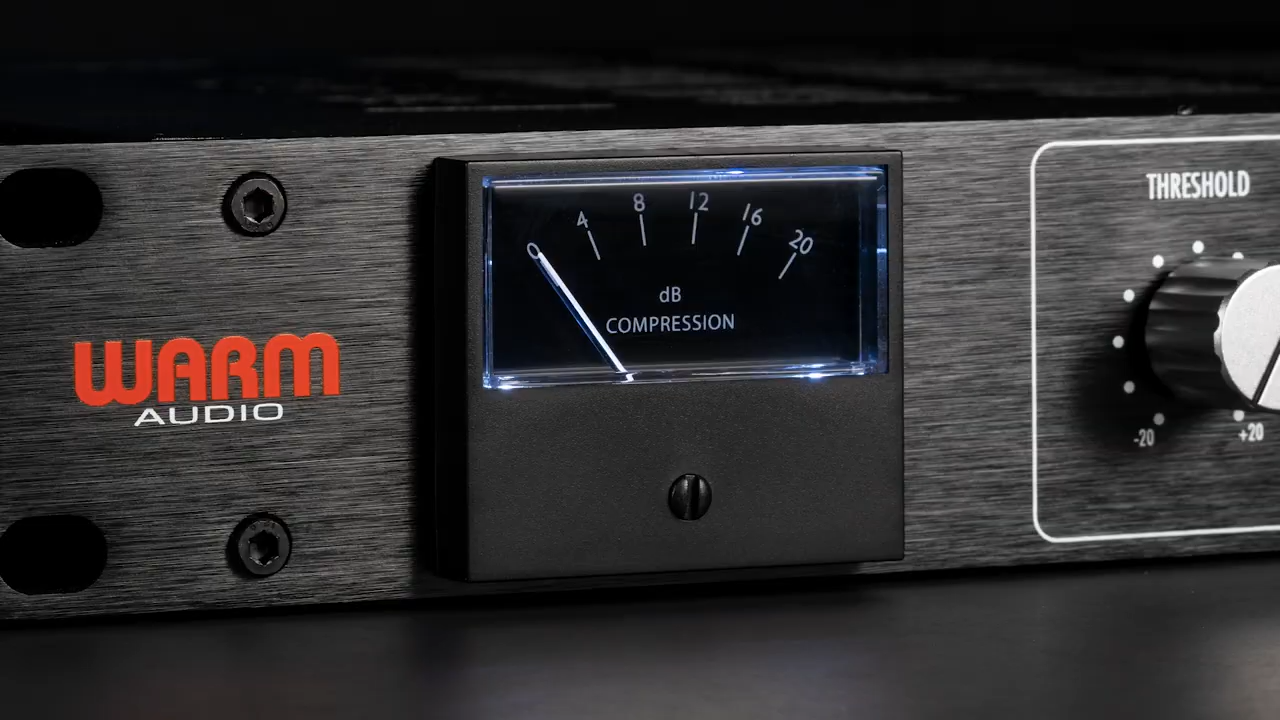 WARM
AUDIO
0 4 8 12 16 20
dB
COMPRESSION
THRESHOLD
-20 +20